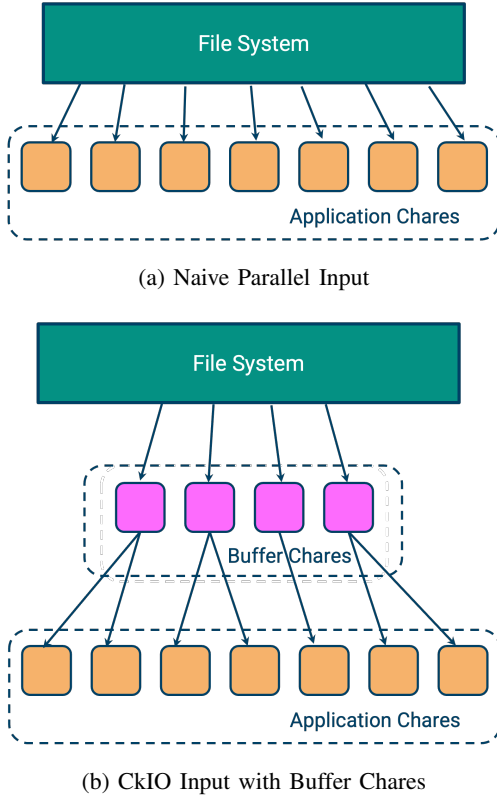 File System
Application Chares
(a) Naive Parallel Input
File System
Buffer Chares
Application Chares
(b) CkIO Input with Buffer Chares